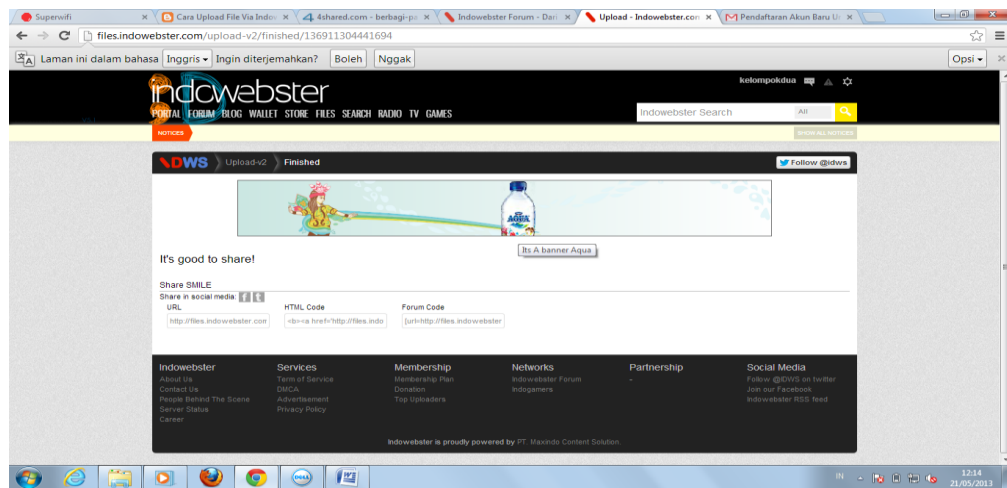 Superwifi
Cara Upload File Via Indo
4shared.com - berbagi-pa
Indowebster Forum - Dari
Upload - Indowebster.com
Pendaftaran Akun Baru U
files.indowebster.com/upload-v2/finished/136911304441694
Laman ini dalam bahasa Inggris Ingin diterjemahkan? Boleh Nggak Opsi
indowebster
kelompokdua
PORTAL FORUM BLOG WALLET STORE FILES SEARCH RADIO TV GAMES
Indowebster Search All
NOTICES SHOW ALL NOTICES
IDWS Upload-v2 Finished Follow @idws
AQUA
Its A banner Aqua
It's good to share!
Share SMILE
Share in social media:
URL HTML Code Forum Code
http://files.indowebster.com <b><a href='http://files.indo [url=http://files.indowebster
Indowebster Services Membership Networks Partnership Social Media
About Us Term of Service Membership Plan Indowebster Forum - Follow @IDWS on twitter
Contact Us DMCA Donation Indogamers Join our Facebook
People Behind The Scene Advertisement Top Uploaders Indowebster RSS feed
Server Status Privacy Policy
Career
Indowebster is proudly powered by PT. Maxindo Content Solution.
DELL
IN
12:14
21/05/2013